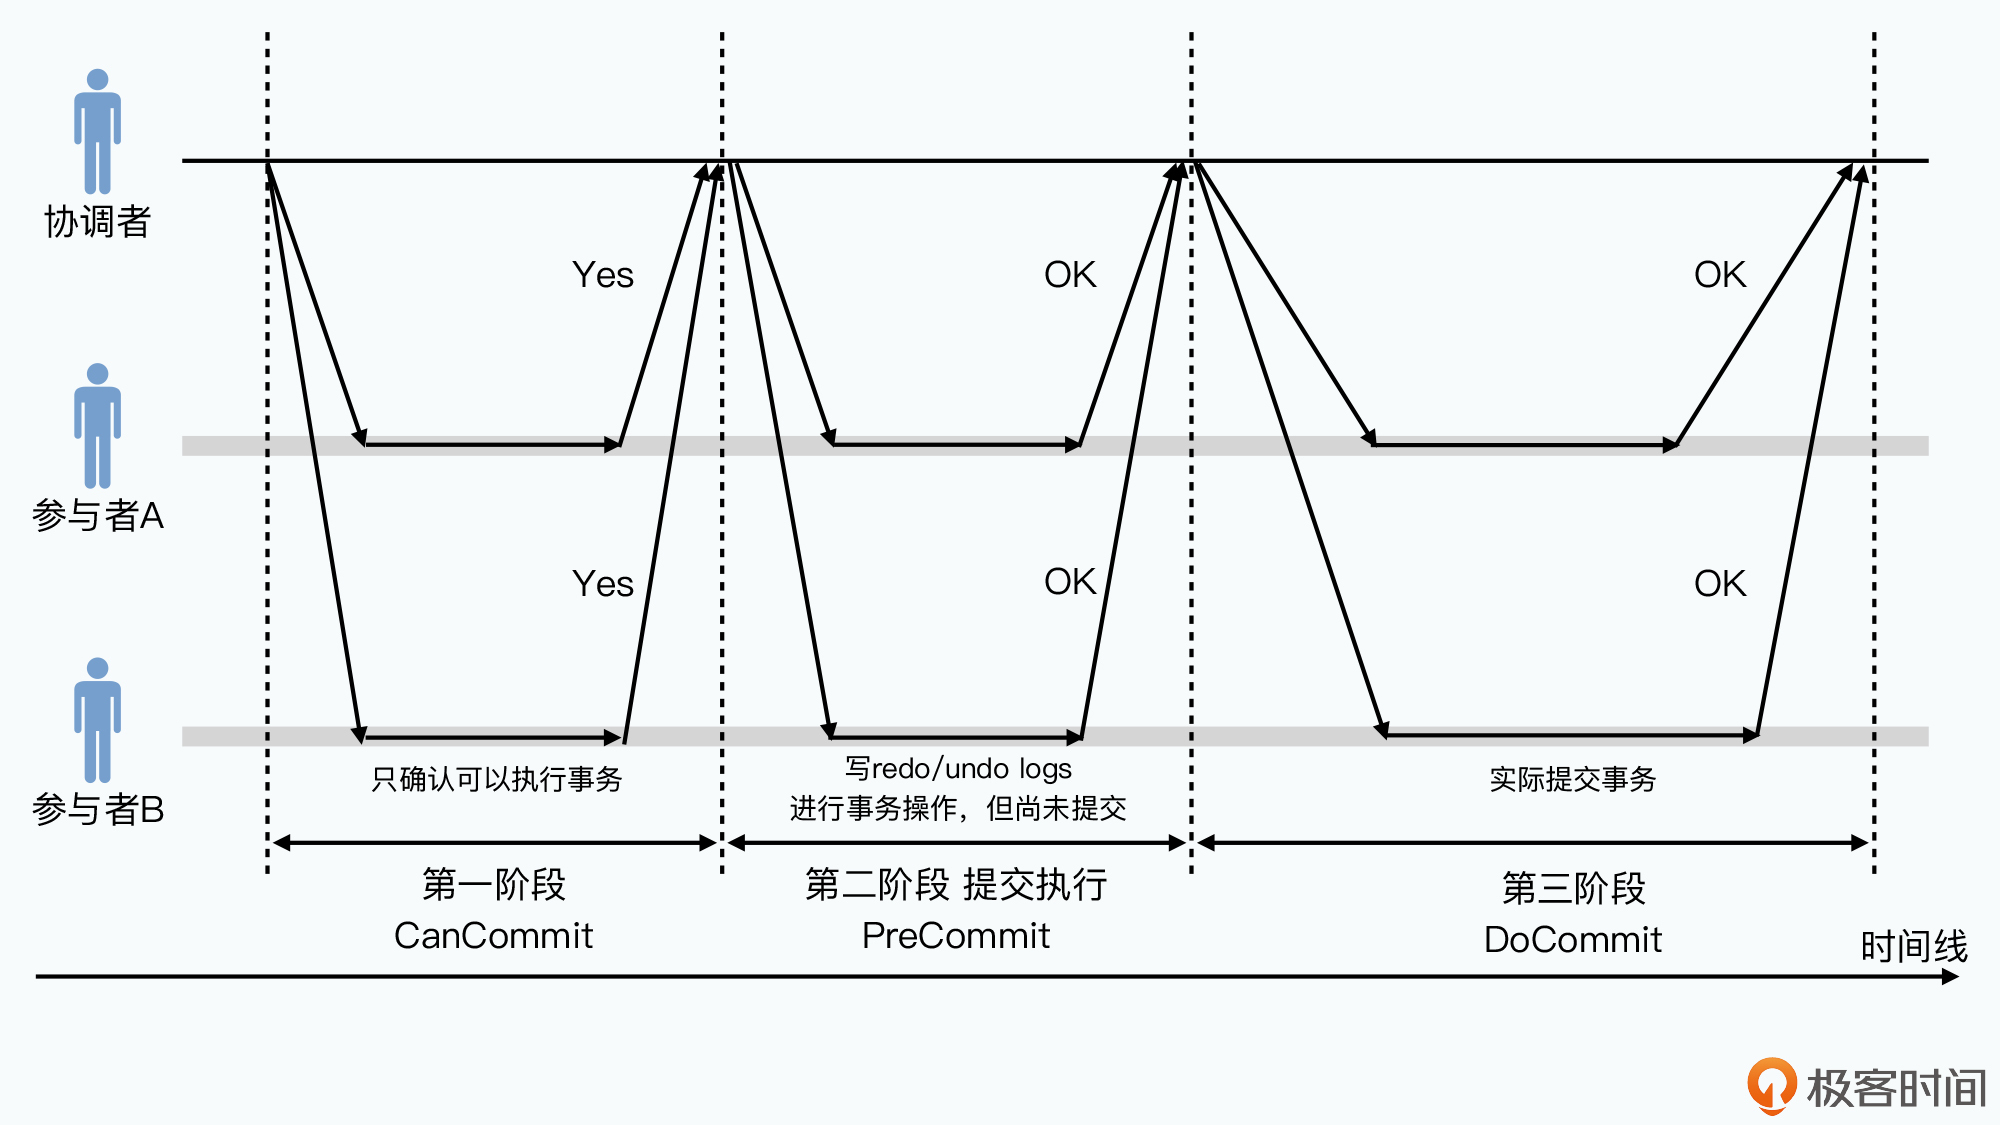 协调者
Yes
OK
OK
参与者A
Yes
OK
OK
参与者B
只确认可以执行事务
写redo/undo logs
进行事务操作，但尚未提交
实际提交事务
第一阶段
CanCommit
第二阶段 提交执行
PreCommit
第三阶段
DoCommit
时间线
极客时间